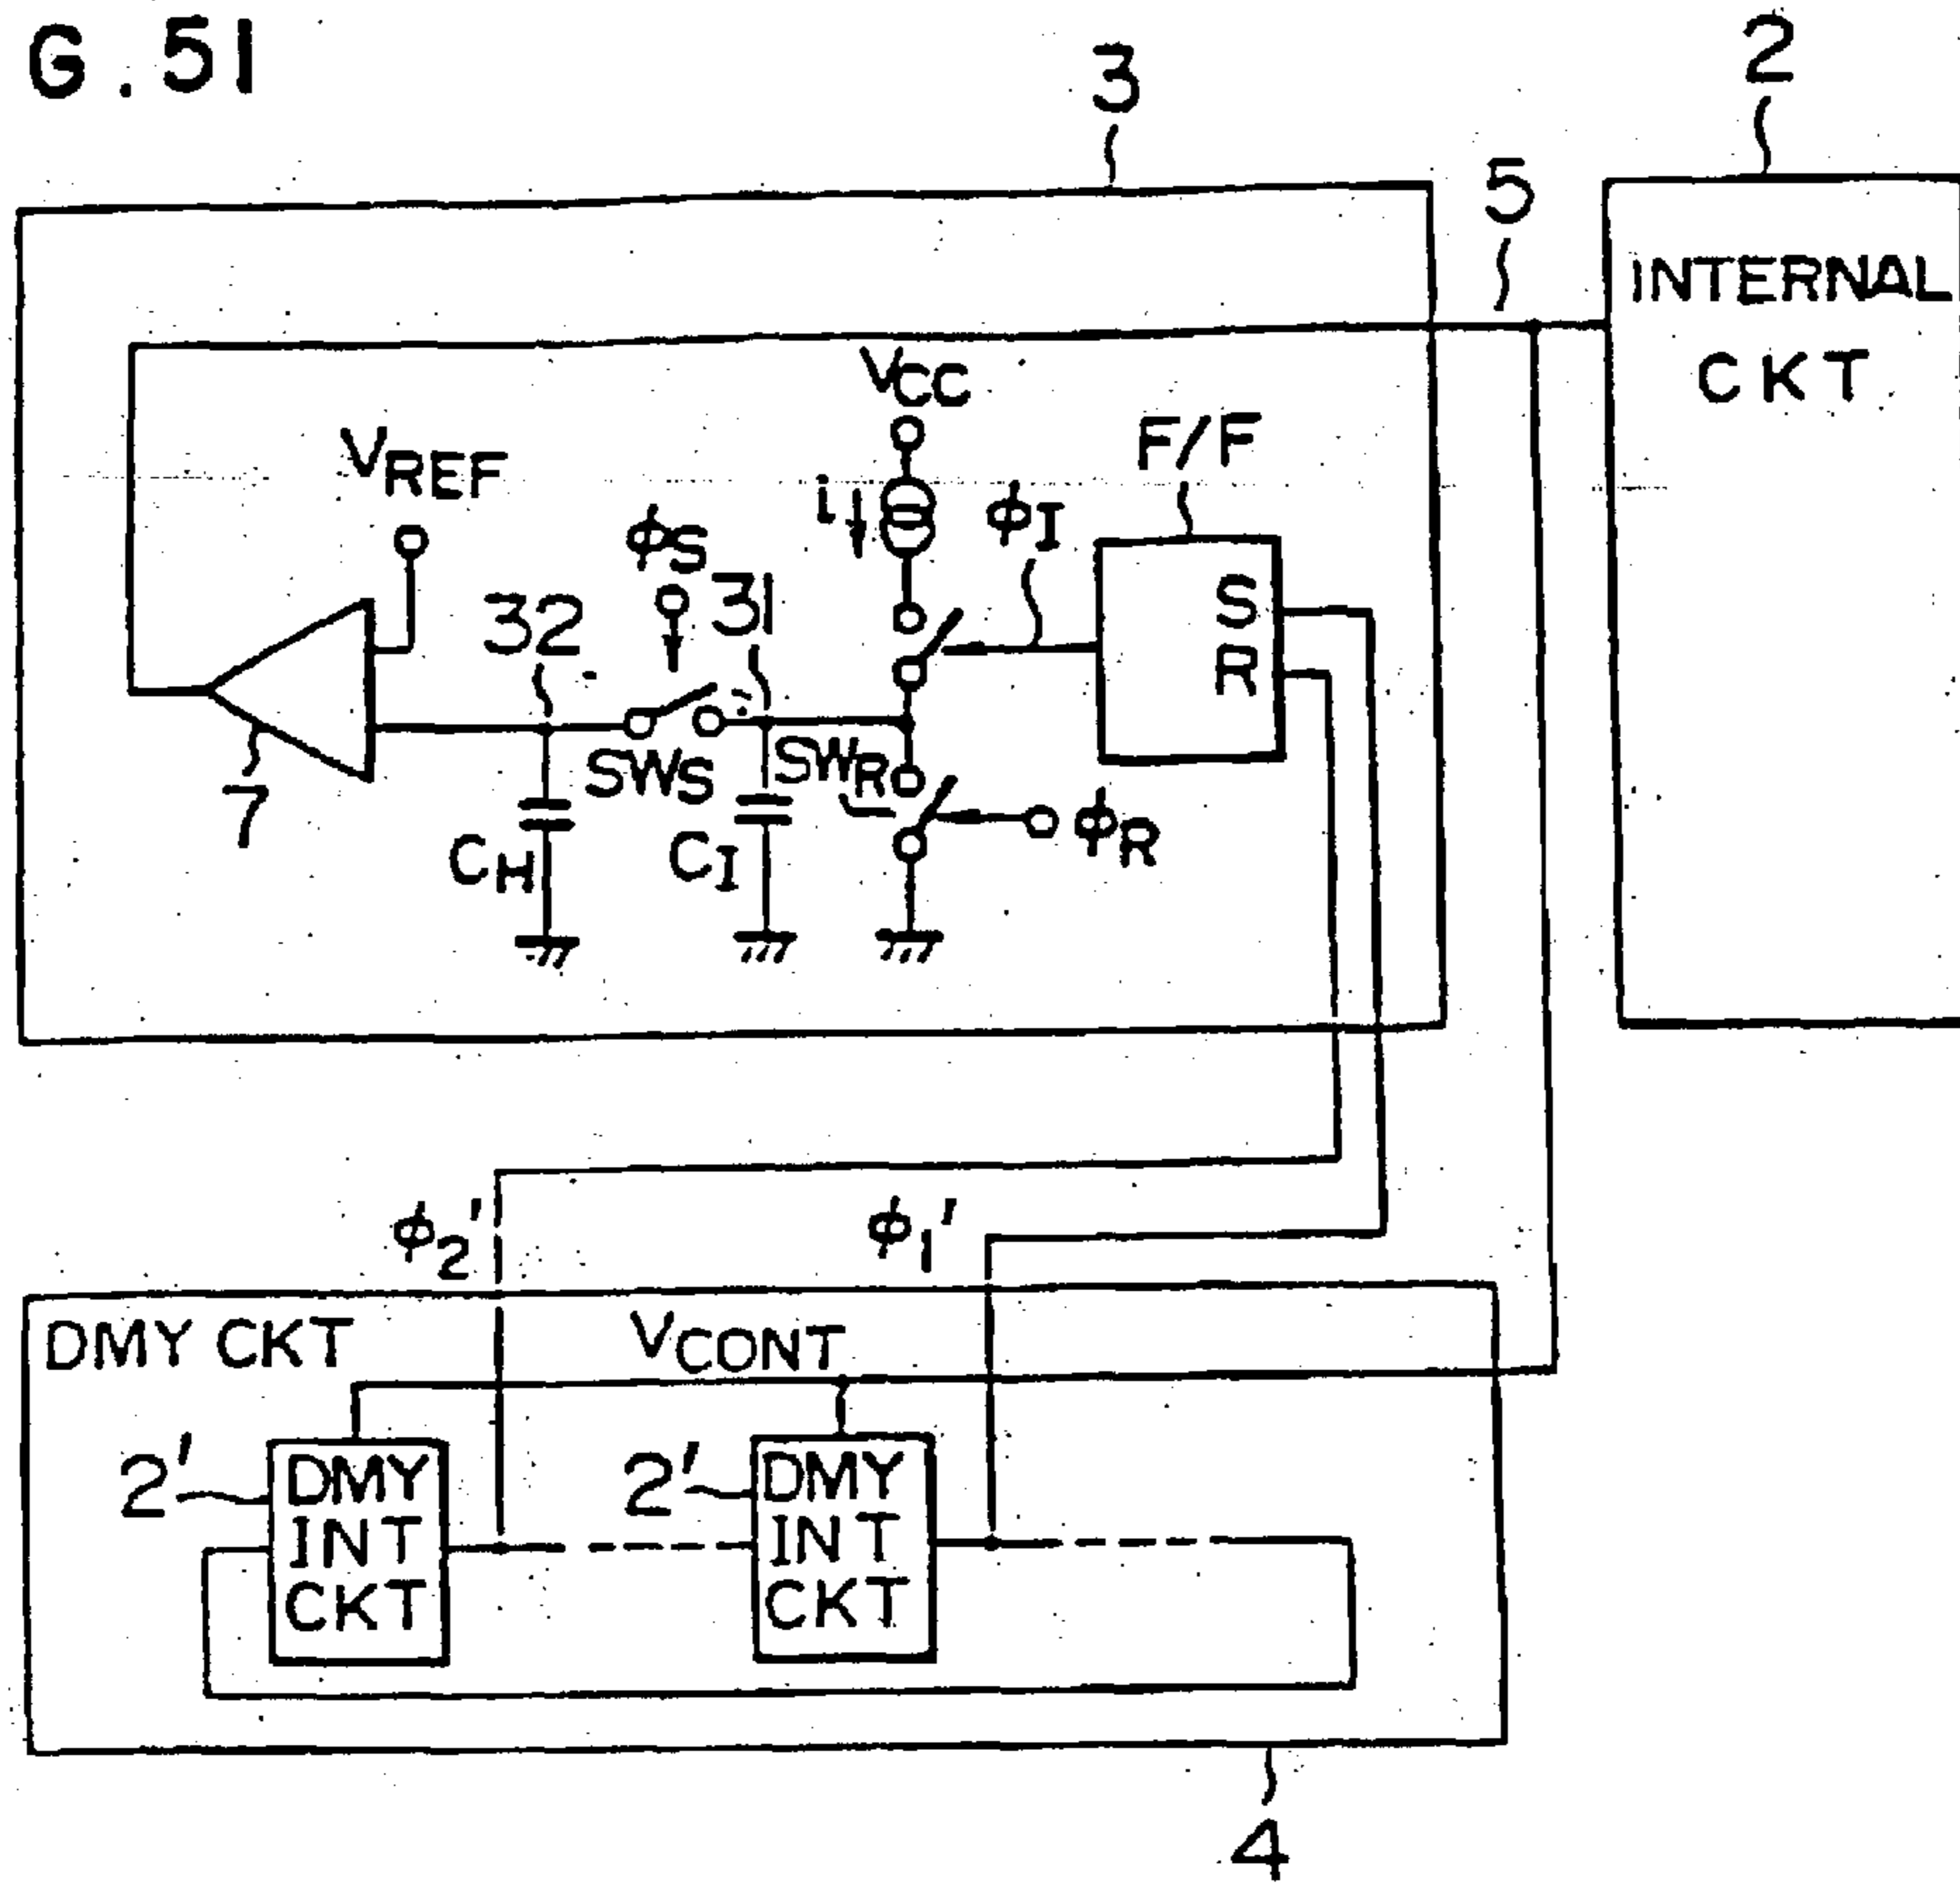 G.51
3
2
5
INTERNAL
CKT
VCC
VREF
F/F
i
ϕI
ϕS
31
32
S
R
SWS
SWR
7
CH
CI
ϕR
ϕ2'
ϕ1'
DMY CKT
VCONT
2'
DMY
INT
CKT
2'
DMY
INT
CKT
4